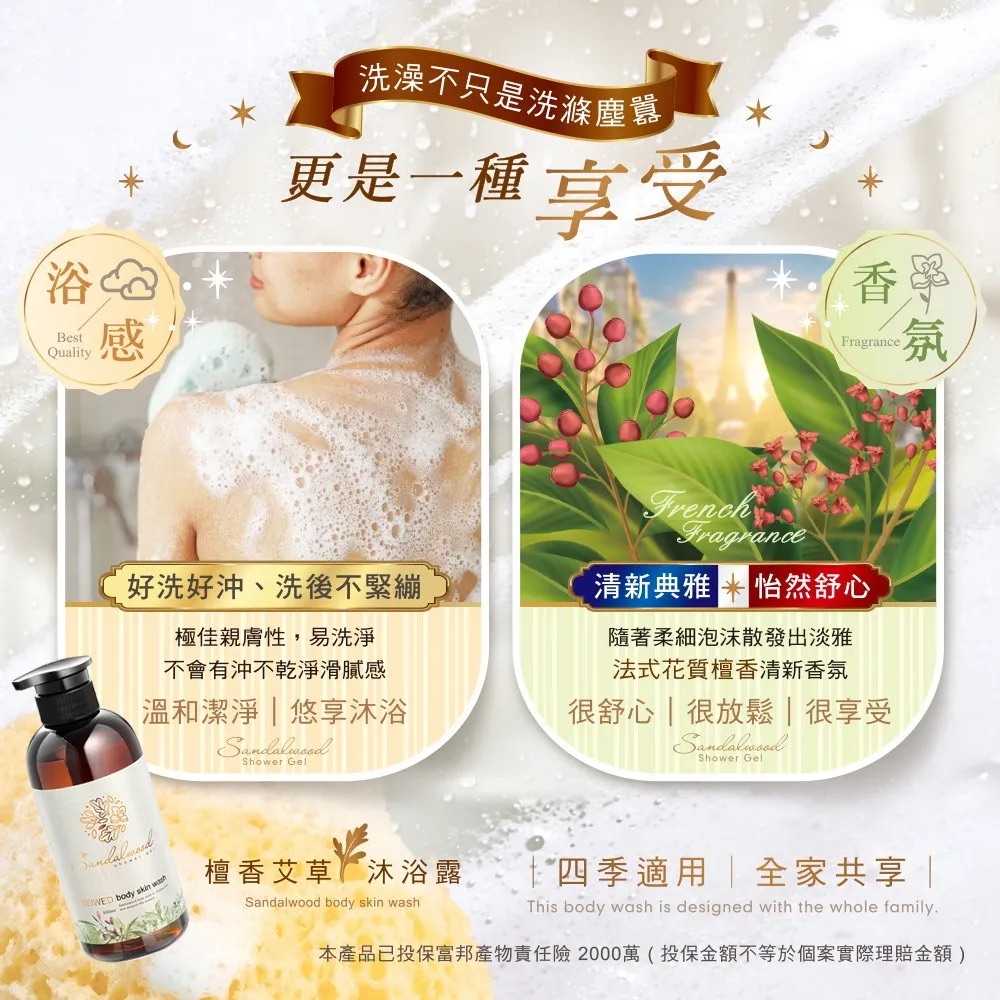 洗澡不只是洗滌塵囂
更是一種享受
浴感
Best
Quality
香氛
Fragrance
French
Fragrance
好洗好沖、洗後不緊繃
極佳親膚性，易洗淨
不會有沖不乾淨滑膩感
溫和潔淨｜悠享沐浴
Sandalwood
Shower Gel
清新典雅 怡然舒心
隨著柔細泡沫散發出淡雅
法式花質檀香清新香氛
很舒心｜很放鬆｜很享受
Sandalwood
Shower Gel
Sandalwood
SHOWER GEL
BEIWED body skin wash
檀香艾草沐浴露
Sandalwood body skin wash
｜四季適用｜全家共享｜
This body wash is designed with the whole family.
本產品已投保富邦產物責任險 2000萬 ( 投保金額不等於個案實際理賠金額 )